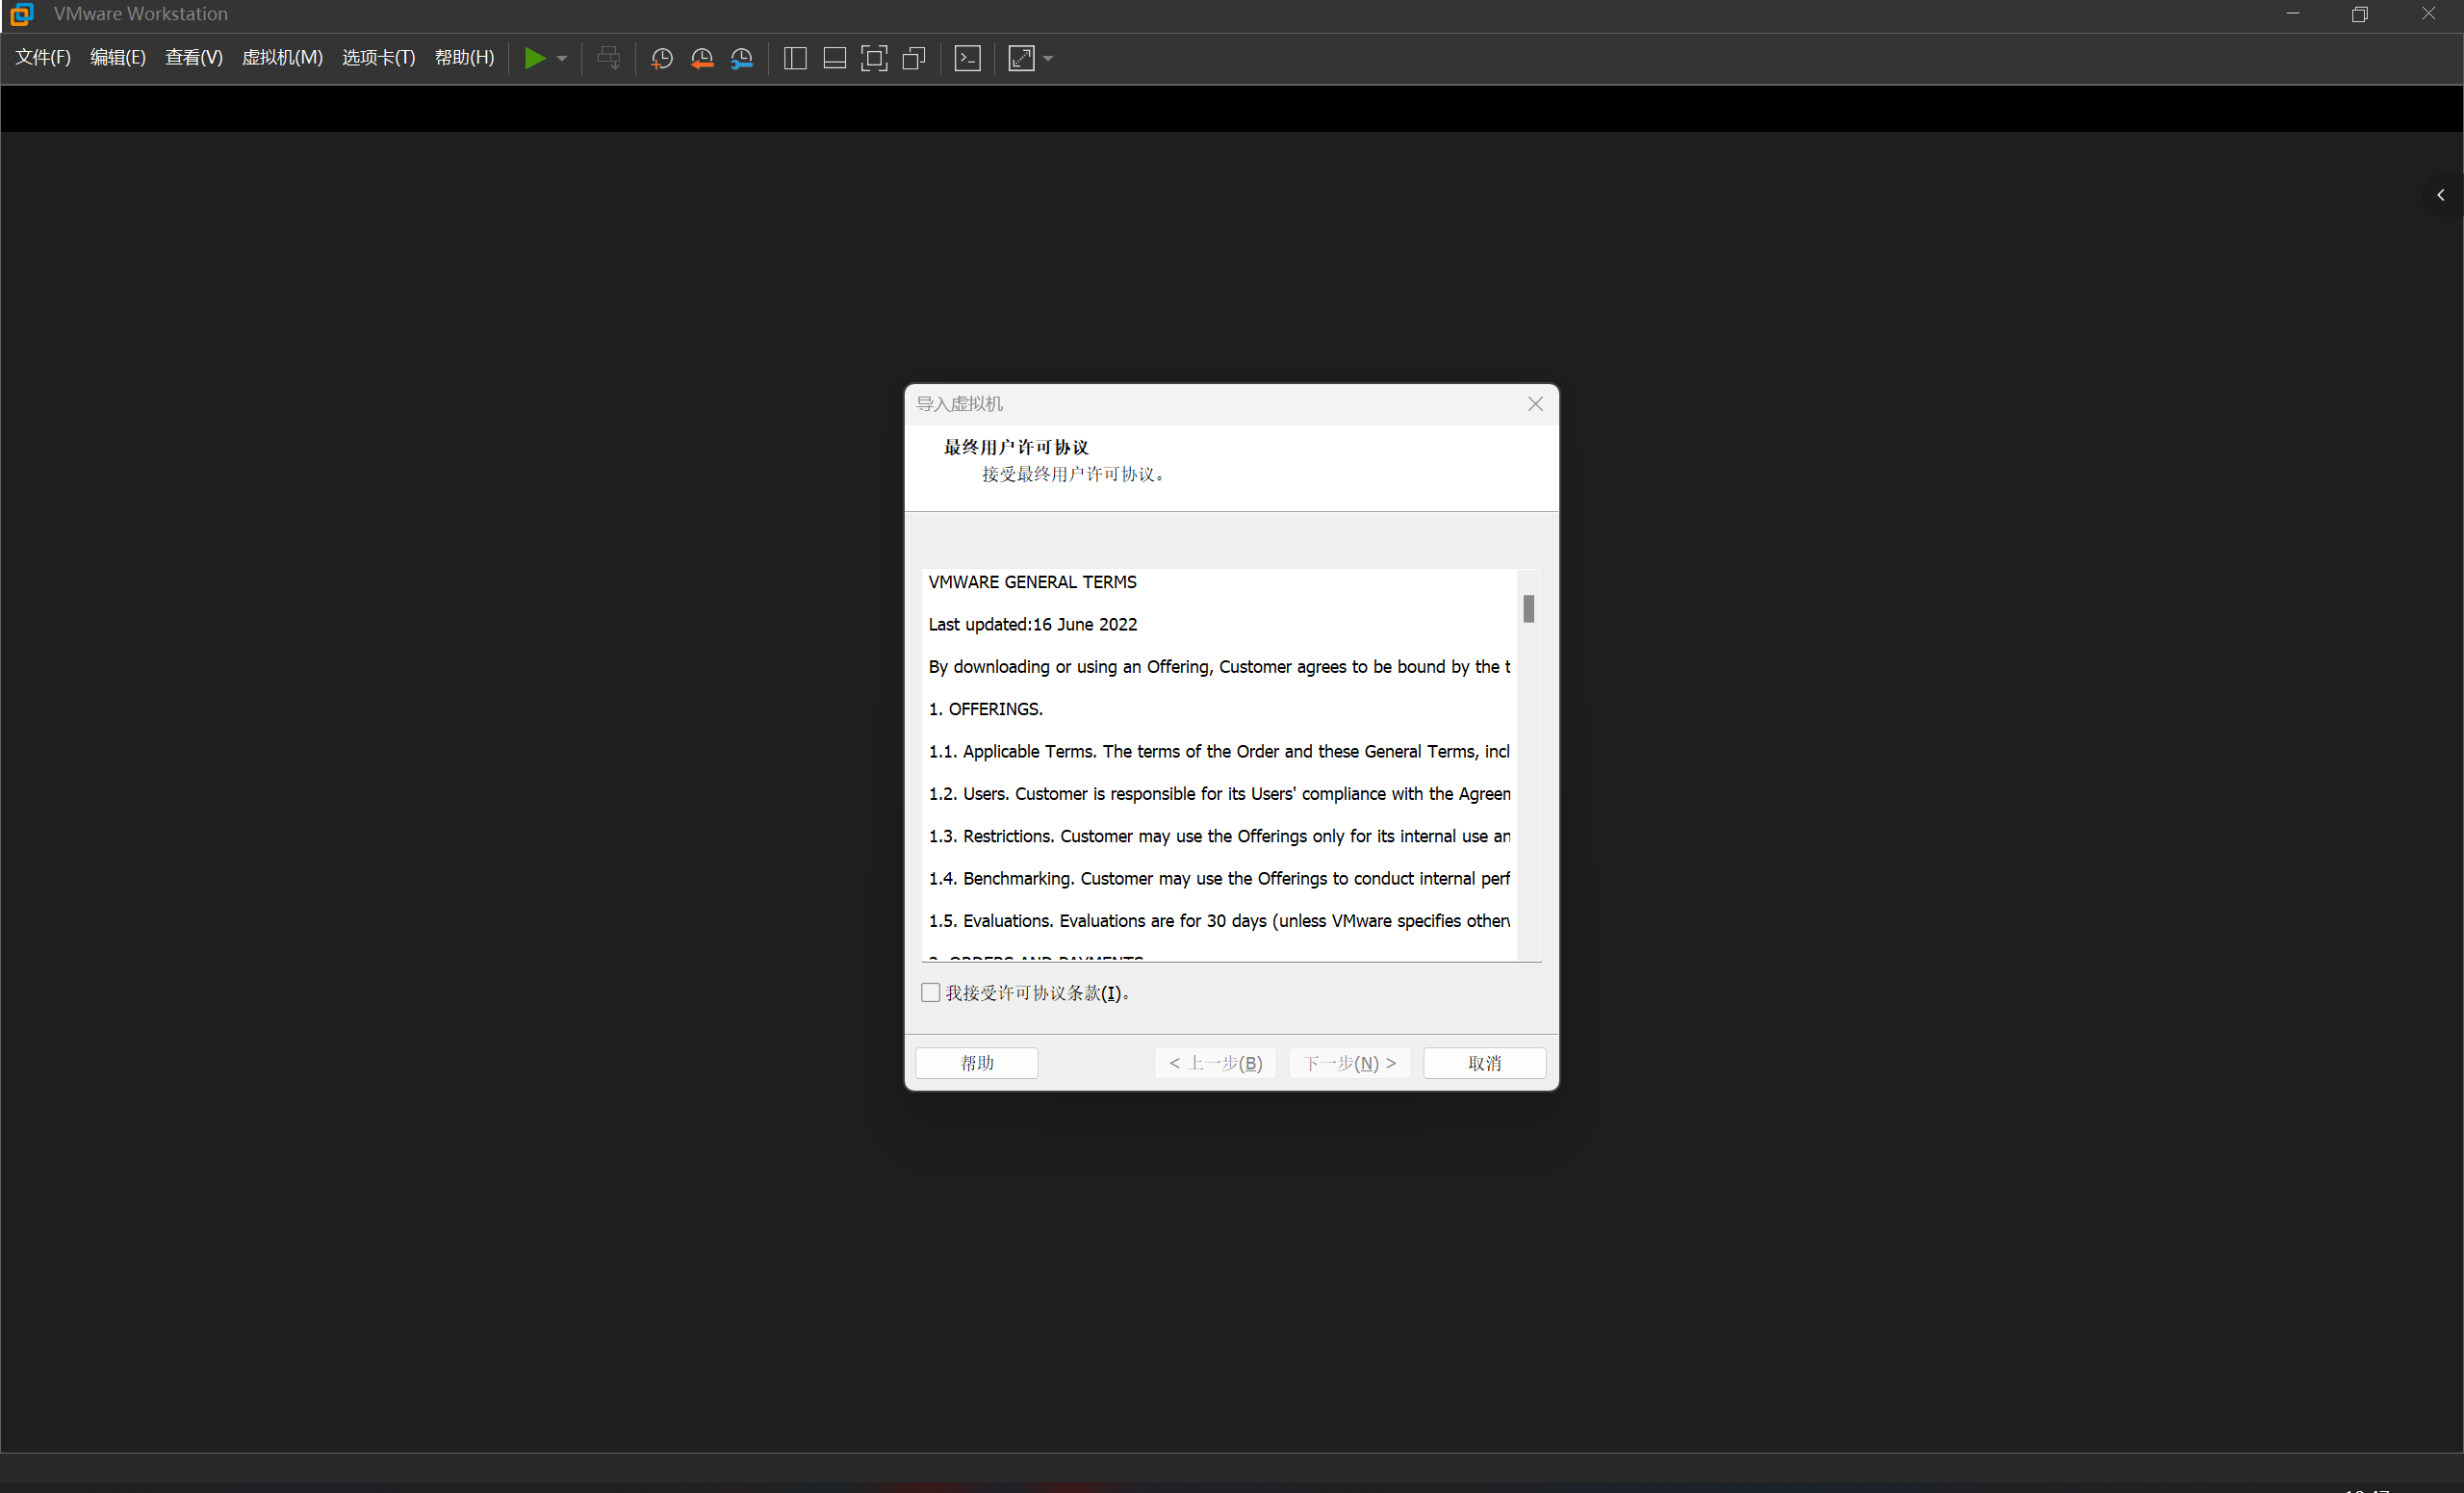 VMware Workstation
文件(F) 编辑(E) 查看(V) 虚拟机(M) 选项卡(T) 帮助(H)
导入虚拟机
最终用户许可协议
接受最终用户许可协议。
VMWARE GENERAL TERMS
Last updated:16 June 2022
By downloading or using an Offering, Customer agrees to be bound by the t
1. OFFERINGS.
1.1. Applicable Terms. The terms of the Order and these General Terms, incl
1.2. Users. Customer is responsible for its Users' compliance with the Agreem
1.3. Restrictions. Customer may use the Offerings only for its internal use an
1.4. Benchmarking. Customer may use the Offerings to conduct internal perf
1.5. Evaluations. Evaluations are for 30 days (unless VMware specifies otherw
2. ORDERS AND PAYMENTS
我接受许可协议条款(I)。
帮助 < 上一步(B) 下一步(N) > 取消